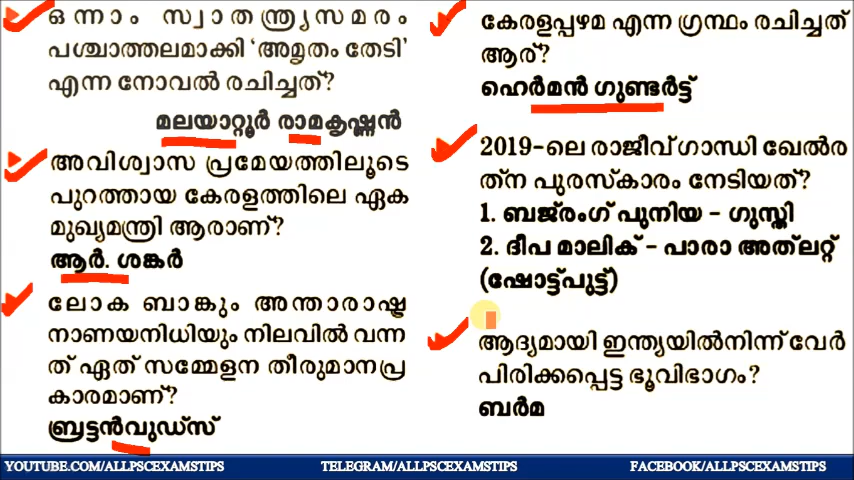 ഒന്നാം സ്വാതന്ത്ര്യസമരം
പശ്ചാത്തലമാക്കി ‘അമൃതം തേടി’
എന്ന നോവൽ രചിച്ചത്?
മലയാറ്റൂർ രാമകൃഷ്ണൻ
അവിശ്വാസ പ്രമേയത്തിലൂടെ
പുറത്തായ കേരളത്തിലെ ഏക
മുഖ്യമന്ത്രി ആരാണ്?
ആർ. ശങ്കർ
ലോക ബാങ്കും അന്താരാഷ്ട്ര
നാണയനിധിയും നിലവിൽ വന്ന
ത് ഏത് സമ്മേളന തീരുമാനപ്ര
കാരമാണ്?
ബ്രട്ടൻവുഡ്സ്
കേരളപ്പഴമ എന്ന ഗ്രന്ഥം രചിച്ചത്
ആര്?
ഹെർമൻ ഗുണ്ടർട്ട്
2019-ലെ രാജീവ്ഗാന്ധി ഖേൽര
ത്ന പുരസ്കാരം നേടിയത്?
1. ബജ്രംഗ് പുനിയ – ഗുസ്തി
2. ദീപ മാലിക് – പാരാ അത്‌ലറ്റ്
(ഷോട്ട്പുട്ട്)
ആദ്യമായി ഇന്ത്യയിൽനിന്ന് വേർ
പിരിക്കപ്പെട്ട ഭൂവിഭാഗം?
ബർമ
YOUTUBE.COM/ALLPSCEXAMSTIPS TELEGRAM/ALLPSCEXAMSTIPS FACEBOOK/ALLPSCEXAMSTIPS